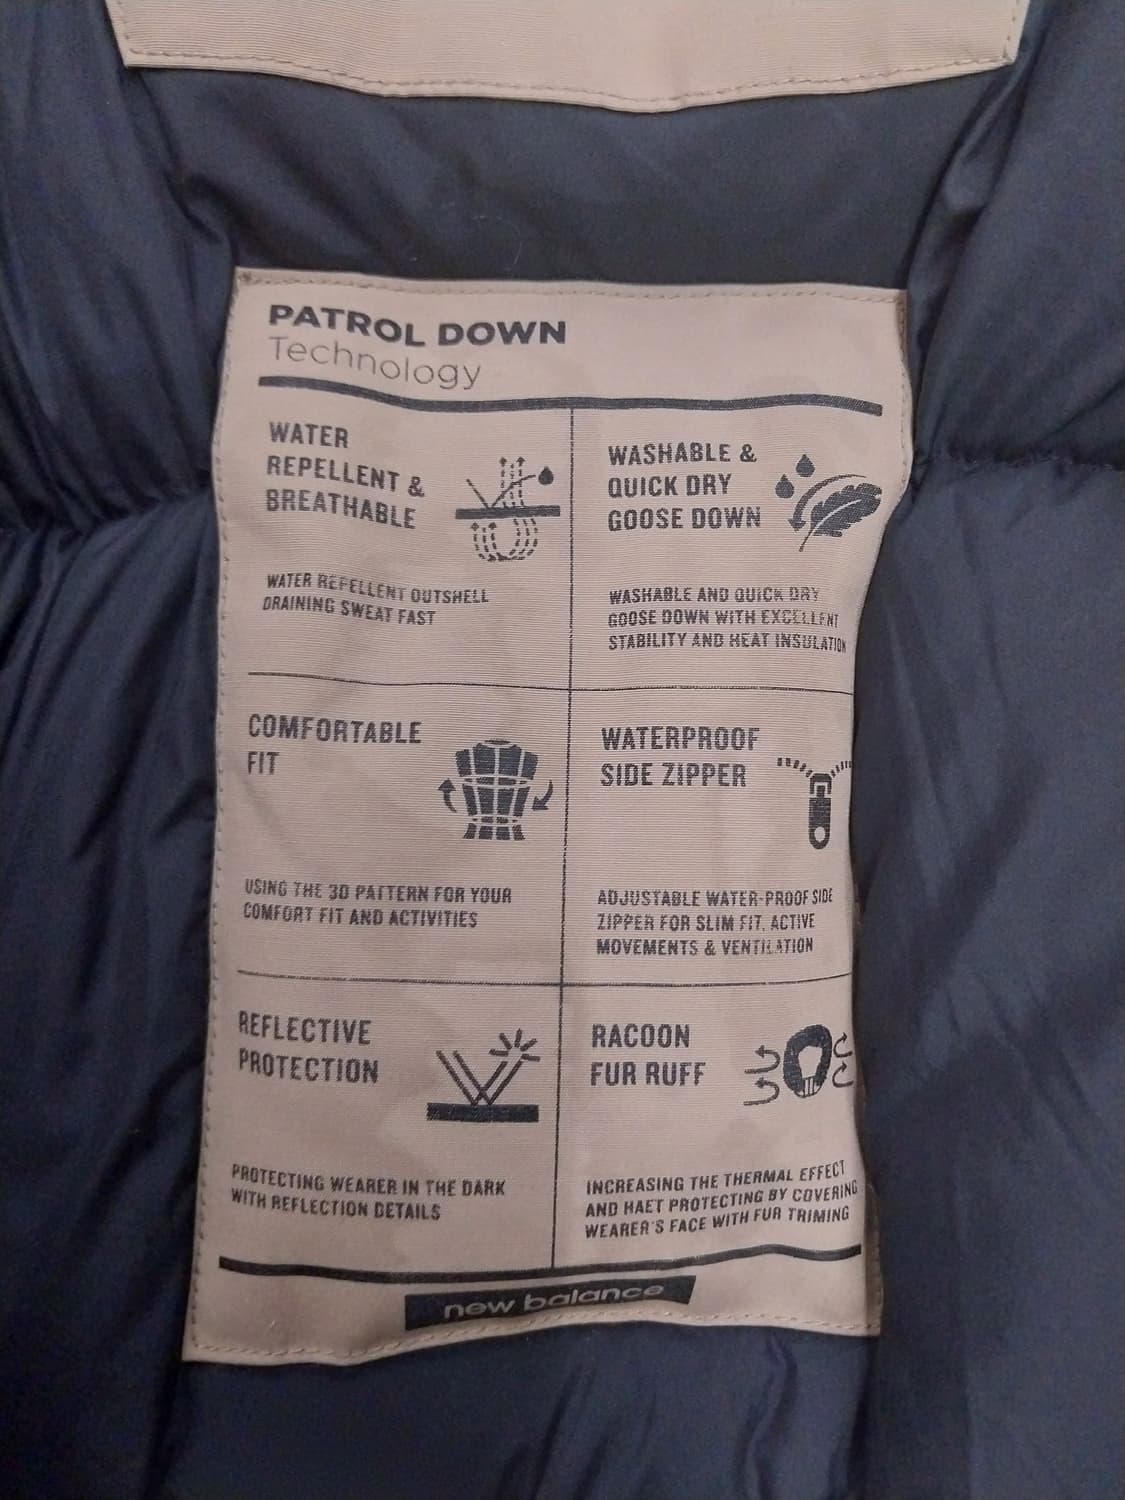 PATROL DOWN
Technology
WATER
REPELLENT &
BREATHABLE
WATER REPELLENT OUTSHELL
DRAINING SWEAT FAST
WASHABLE &
QUICK DRY
GOOSE DOWN
WASHABLE AND QUICK DRY
GOOSE DOWN WITH EXCELLENT
STABILITY AND HEAT INSULATION
COMFORTABLE
FIT
USING THE 3D PATTERN FOR YOUR
COMFORT FIT AND ACTIVITIES
WATERPROOF
SIDE ZIPPER
ADJUSTABLE WATER-PROOF SIDE
ZIPPER FOR SLIM FIT, ACTIVE
MOVEMENTS & VENTILATION
REFLECTIVE
PROTECTION
PROTECTING WEARER IN THE DARK
WITH REFLECTION DETAILS
RACOON
FUR RUFF
INCREASING THE THERMAL EFFECT
AND HAET PROTECTING BY COVERING
WEARER'S FACE WITH FUR TRIMING
new balance